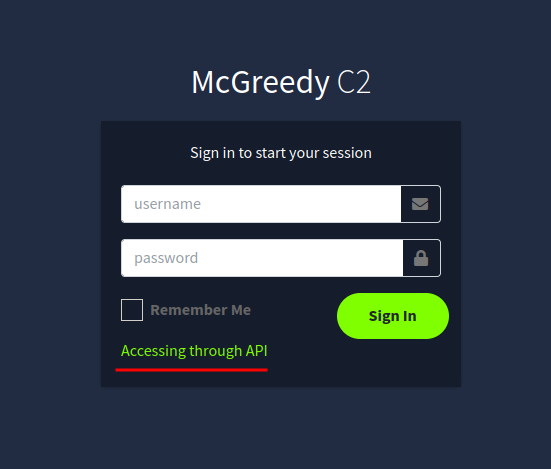 McGreedy C2
Sign in to start your session
username
password
Remember Me
Sign In
Accessing through API